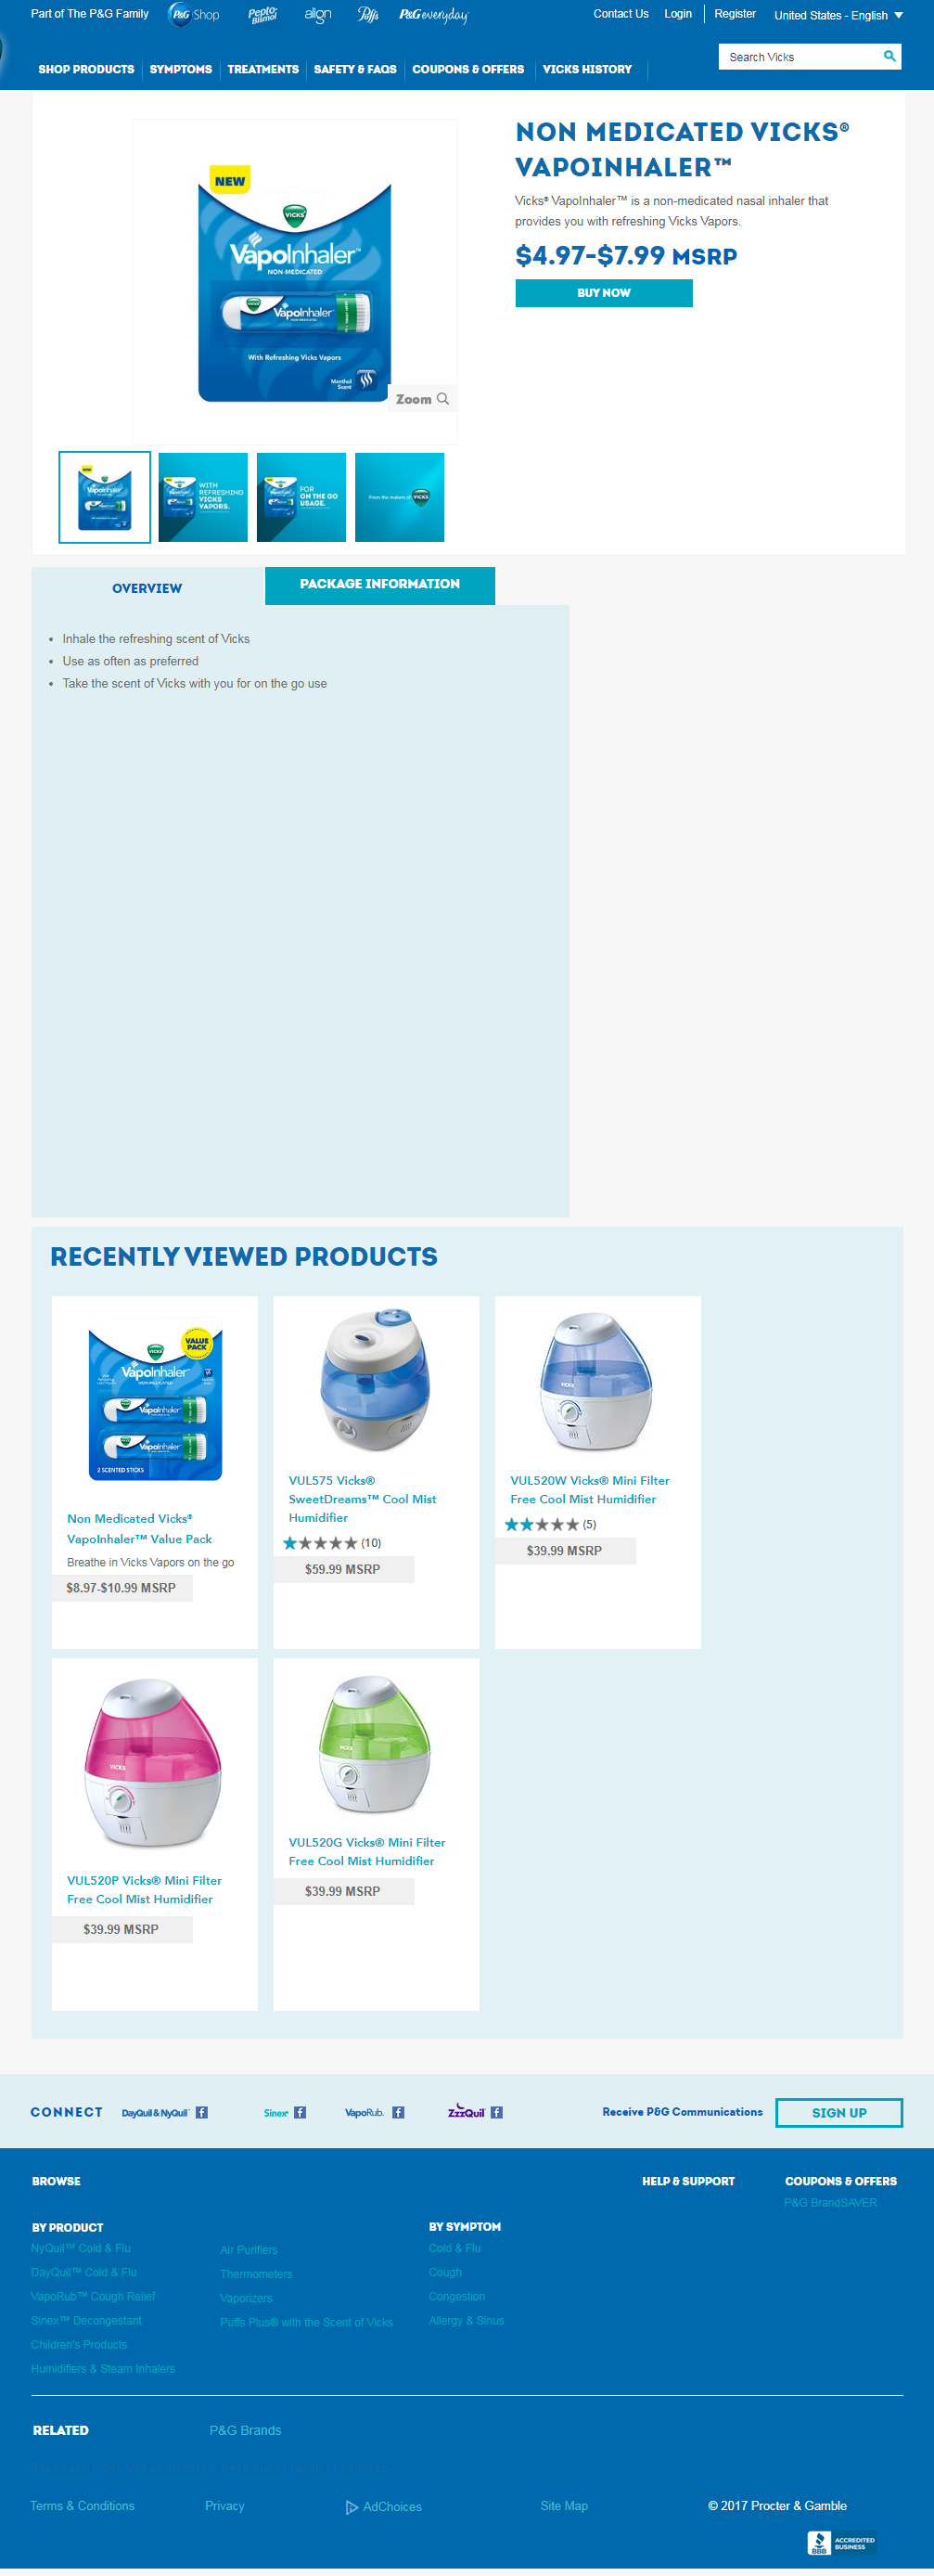 Part of The P&G Family
P&G Shop
Pepto Bismol
align
Puffs
P&G everyday
Contact Us
Login
Register
United States - English
Search Vicks
SHOP PRODUCTS
SYMPTOMS
TREATMENTS
SAFETY & FAQS
COUPONS & OFFERS
VICKS HISTORY
NEW
VICKS
VapoInhaler™
NON-MEDICATED
VapoInhaler
With Refreshing Vicks Vapors
Menthol
Scent
Zoom
NON MEDICATED VICKS®
VAPOINHALER™
Vicks® VapoInhaler™ is a non-medicated nasal inhaler that
provides you with refreshing Vicks Vapors.
$4.97-$7.99 MSRP
BUY NOW
VapoInhaler
WITH
REFRESHING
VICKS
VAPORS.
FOR
ON THE GO
USAGE.
From the makers of VICKS
OVERVIEW
PACKAGE INFORMATION
• Inhale the refreshing scent of Vicks
• Use as often as preferred
• Take the scent of Vicks with you for on the go use
RECENTLY VIEWED PRODUCTS
VALUE
PACK
VICKS
VapoInhaler
NON-MEDICATED
VapoInhaler
VapoInhaler
2 SCENTED STICKS
Non Medicated Vicks®
VapoInhaler™ Value Pack
Breathe in Vicks Vapors on the go
$8.97-$10.99 MSRP
VUL575 Vicks®
SweetDreams™ Cool Mist
Humidifier
(10)
$59.99 MSRP
VICKS
VUL520W Vicks® Mini Filter
Free Cool Mist Humidifier
(5)
$39.99 MSRP
VICKS
VUL520P Vicks® Mini Filter
Free Cool Mist Humidifier
$39.99 MSRP
VICKS
VUL520G Vicks® Mini Filter
Free Cool Mist Humidifier
$39.99 MSRP
CONNECT
DayQuil & NyQuil
Sinex
VapoRub
ZzzQuil
Receive P&G Communications
SIGN UP
BROWSE
HELP & SUPPORT
COUPONS & OFFERS
P&G BrandSAVER
BY PRODUCT
NyQuil™ Cold & Flu
DayQuil™ Cold & Flu
VapoRub™ Cough Relief
Sinex™ Decongestant
Children's Products
Humidifiers & Steam Inhalers
Air Purifiers
Thermometers
Vaporizers
Puffs Plus® with the Scent of Vicks
BY SYMPTOM
Cold & Flu
Cough
Congestion
Allergy & Sinus
RELATED
P&G Brands
Terms & Conditions
Privacy
AdChoices
Site Map
© 2017 Procter & Gamble
BBB
ACCREDITED
BUSINESS